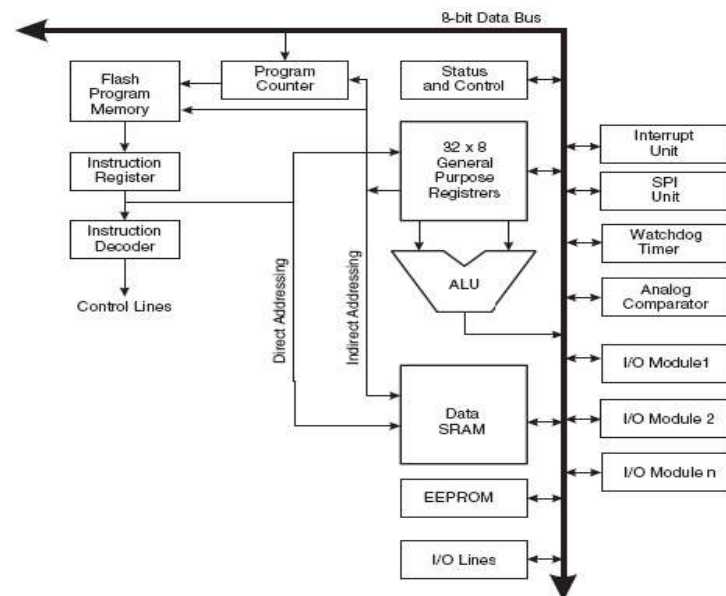 8-bit Data Bus
Flash
Program
Memory
Program
Counter
Status
and Control
Instruction
Register
32 x 8
General
Purpose
Registrers
Interrupt
Unit
SPI
Unit
Instruction
Decoder
Watchdog
Timer
ALU
Analog
Comparator
Control Lines
Direct Addressing
Indirect Addressing
I/O Module1
Data
SRAM
I/O Module 2
I/O Module n
EEPROM
I/O Lines